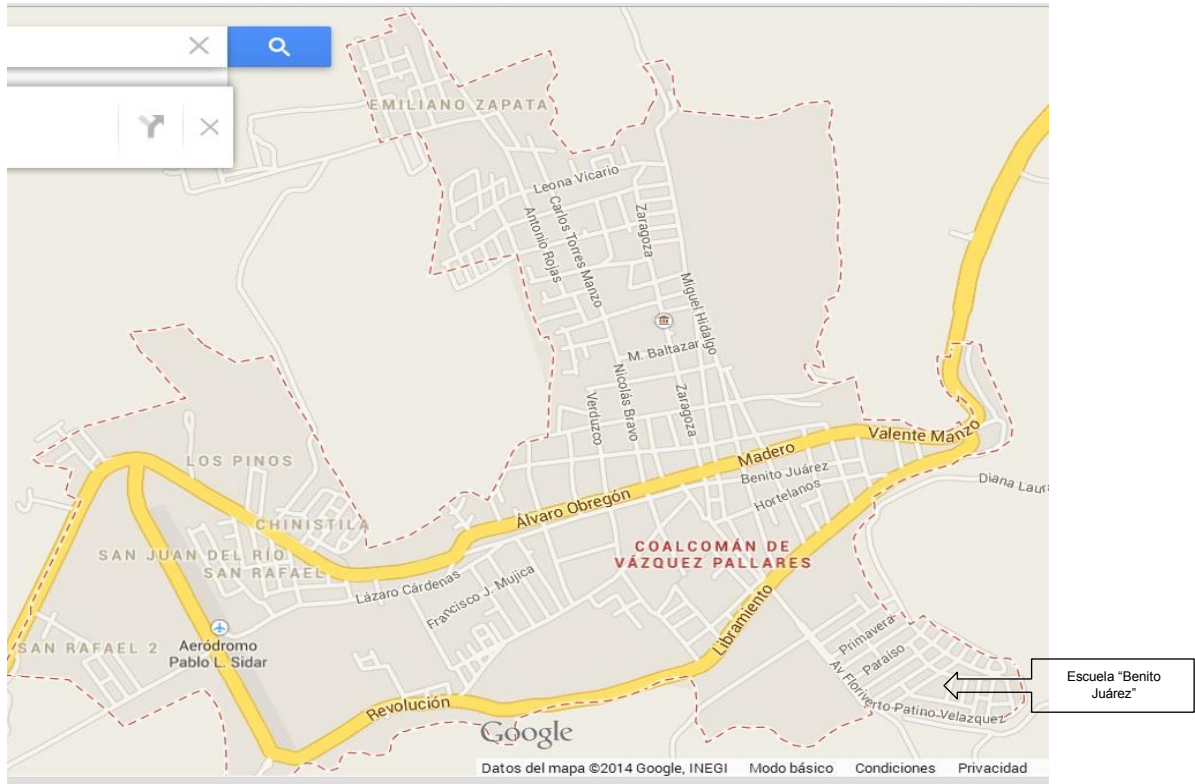 EMILIANO ZAPATA
Leona Vicario
Carlos Torres Manzo
Antonio Rojas
Zaragoza
Miguel Hidalgo
M. Baltazar
Nicolás Bravo
Verduzco
Zaragoza
Valente Manzo
Madero
LOS PINOS
Benito Juárez
Diana Laura
Hortelanos
Álvaro Obregón
CHINISTILA
COALCOMÁN DE
VÁZQUEZ PALLARES
SAN JUAN DEL RÍO
SAN RAFAEL
Lázaro Cárdenas
Francisco J. Mujica
Libramiento
Primavera
SAN RAFAEL 2
Aeródromo
Pablo L. Sidar
Paraíso
Escuela “Benito
Juárez”
Av Floriverto Patino Velazquez
Revolución
Google
Datos del mapa ©2014 Google, INEGI Modo básico Condiciones Privacidad